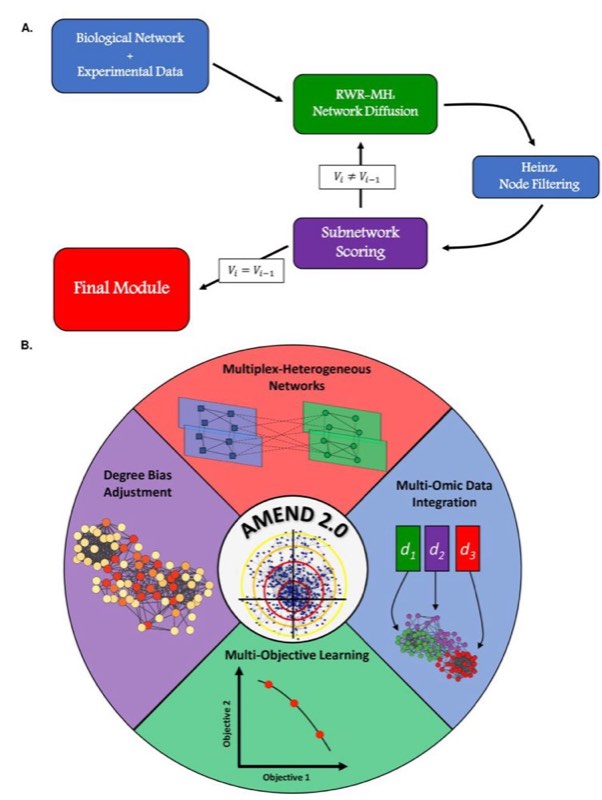 A.
Biological Network
+
Experimental Data
RWR-MH,
Network Diffusion
Heinz,
Node Filtering
V_i ≠ V_{i-1}
Subnetwork
Scoring
V_i = V_{i-1}
Final Module
B.
Multiplex-Heterogeneous
Networks
Degree Bias
Adjustment
Multi-Omic Data
Integration
AMEND 2.0
d_1 d_2 d_3
Multi-Objective Learning
Objective 2
Objective 1